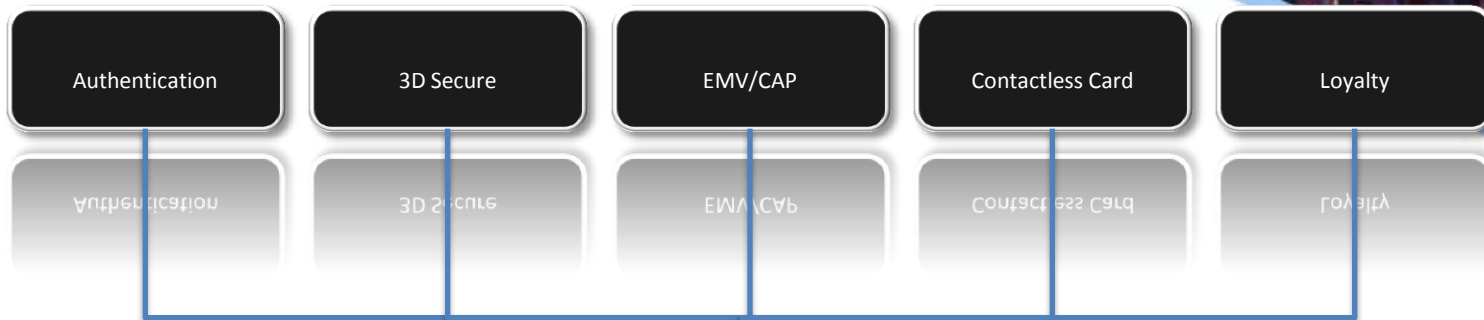 Authentication
3D Secure
EMV/CAP
Contactless Card
Loyalty